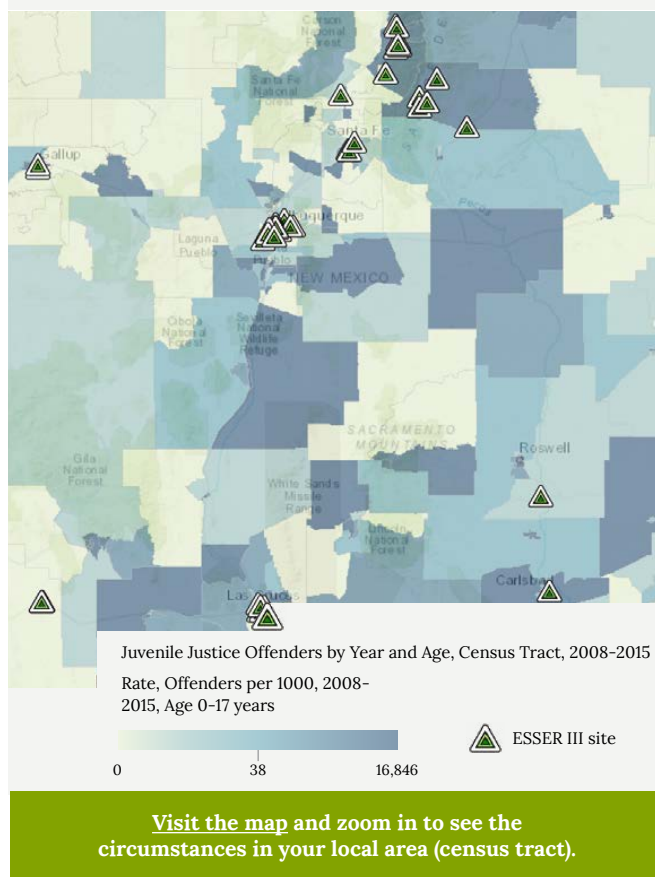 Carson
National
Forest
Santa Fe
National
Forest
Santa Fe
Gallup
Pecos
Albuquerque
Laguna
Pueblo
Pueblo
NEW MEXICO
Cibola
National
Forest
Sevilleta
National
Wildlife
Refuge
SACRAMENTO
MOUNTAINS
Roswell
Gila
National
Forest
White Sands
Missile
Range
Lincoln
National
Forest
Carlsbad
Las Cruces
Juvenile Justice Offenders by Year and Age, Census Tract, 2008-2015
Rate, Offenders per 1000, 2008-
2015, Age 0-17 years
ESSER III site
0 38 16,846
Visit the map and zoom in to see the
circumstances in your local area (census tract).